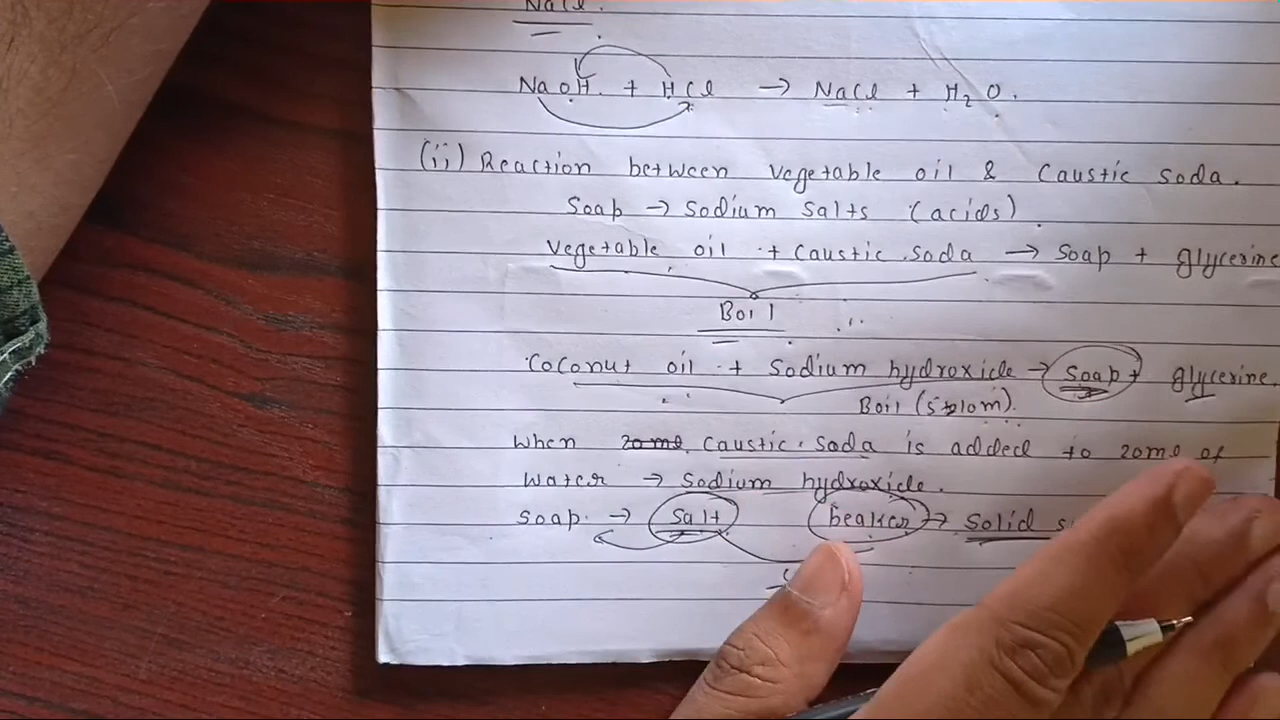 NaCl.
NaOH + HCl → NaCl + H2O.
(ii) Reaction between vegetable oil & Caustic soda.
Soap → Sodium Salts (acids)
Vegetable oil + Caustic soda → Soap + glycerine
Boil
Coconut oil + Sodium hydroxide → Soap + glycerine.
Boil
When Caustic soda is added to 20ml of
Water → Sodium hydroxide.
Soap → Salt beaker → Solid